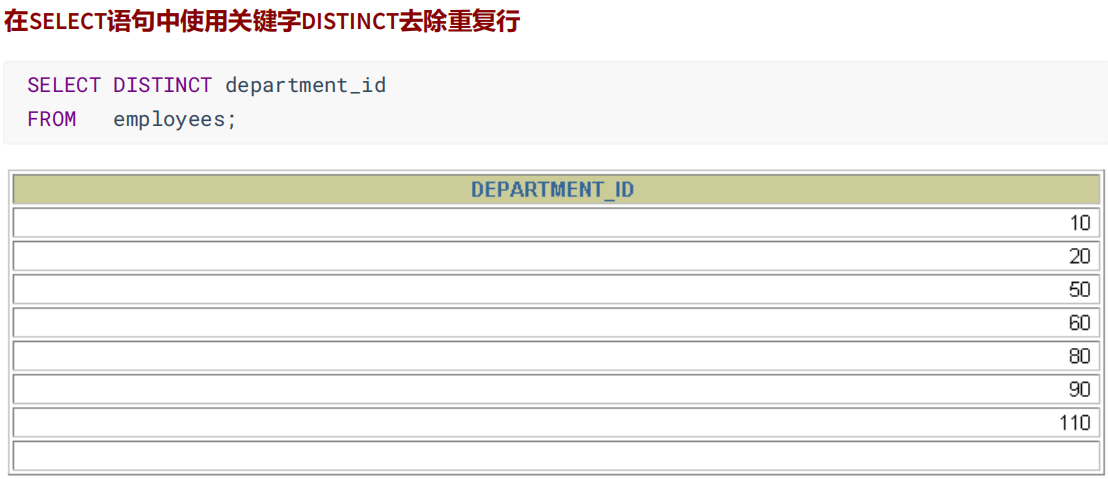 在SELECT语句中使用关键字DISTINCT去除重复行
SELECT DISTINCT department_id
FROM   employees;
DEPARTMENT_ID
10
20
50
60
80
90
110